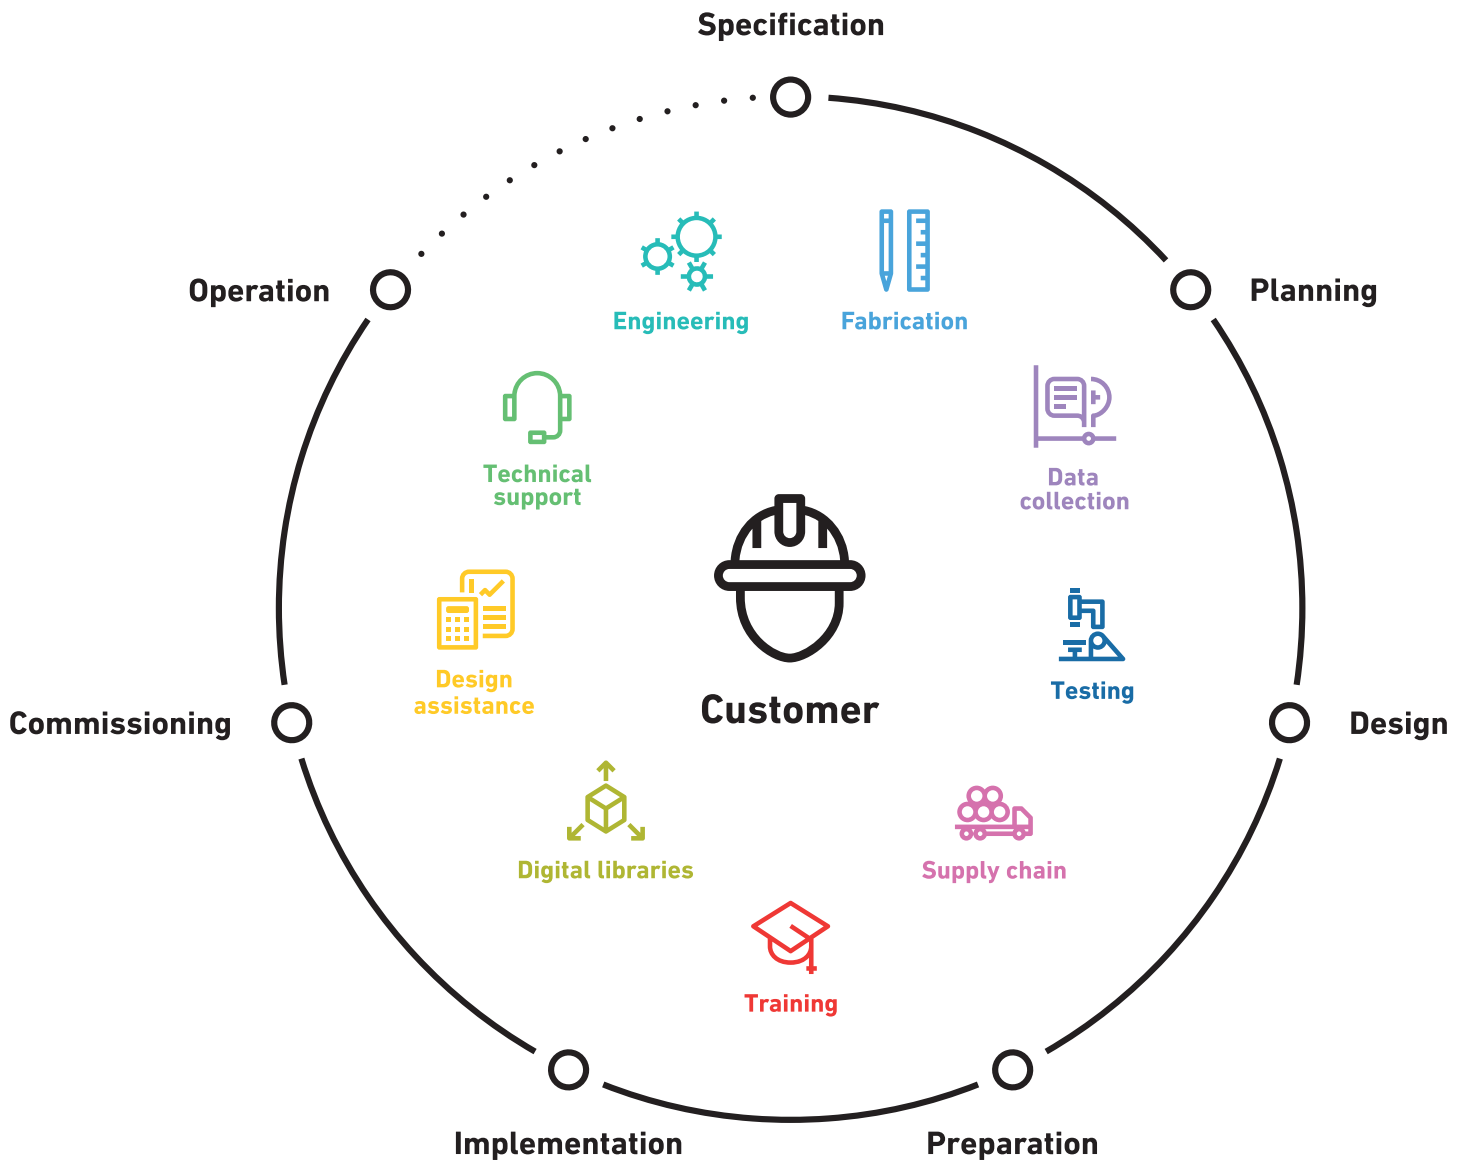 Specification
Operation
Planning
Engineering
Fabrication
Technical
support
Data
collection
Design
assistance
Testing
Customer
Commissioning
Design
Digital libraries
Supply chain
Training
Implementation
Preparation